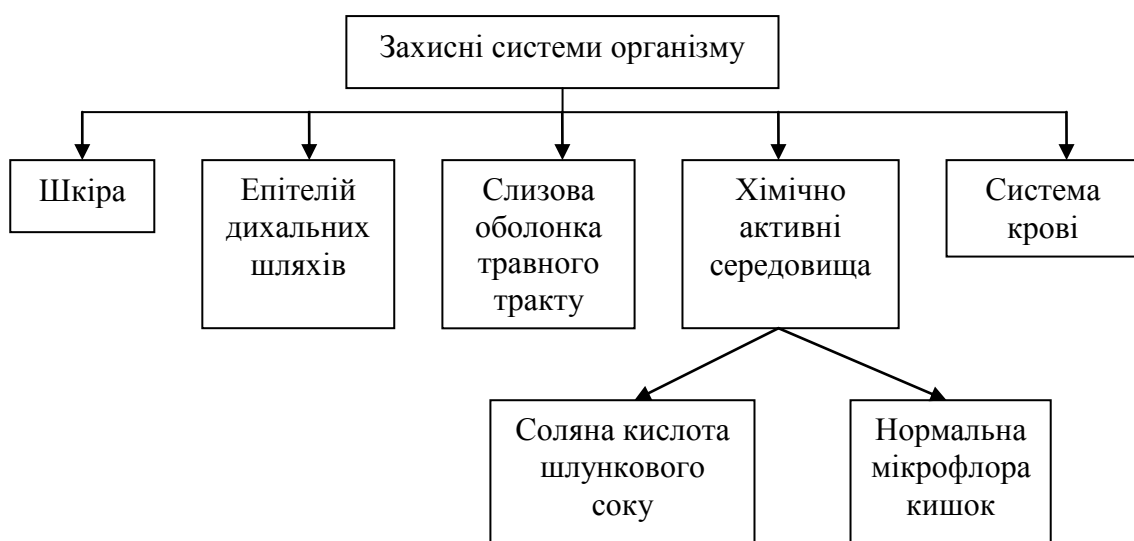 Захисні системи організму
Шкіра
Епітелій
дихальних
шляхів
Слизова
оболонка
травного
тракту
Хімічно
активні
середовища
Система
крові
Соляна кислота
шлункового
соку
Нормальна
мікрофлора
кишок